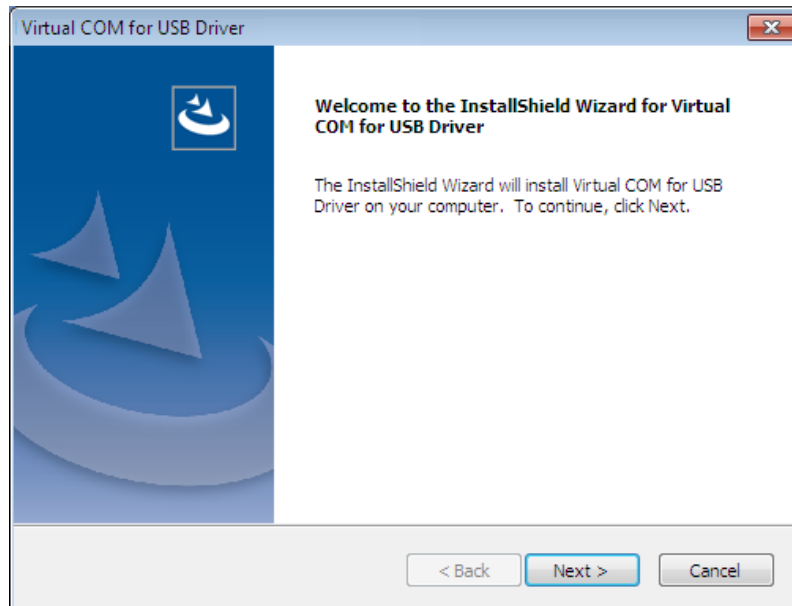 Virtual COM for USB Driver
Welcome to the InstallShield Wizard for Virtual
COM for USB Driver
The InstallShield Wizard will install Virtual COM for USB
Driver on your computer.  To continue, click Next.
< Back
Next >
Cancel